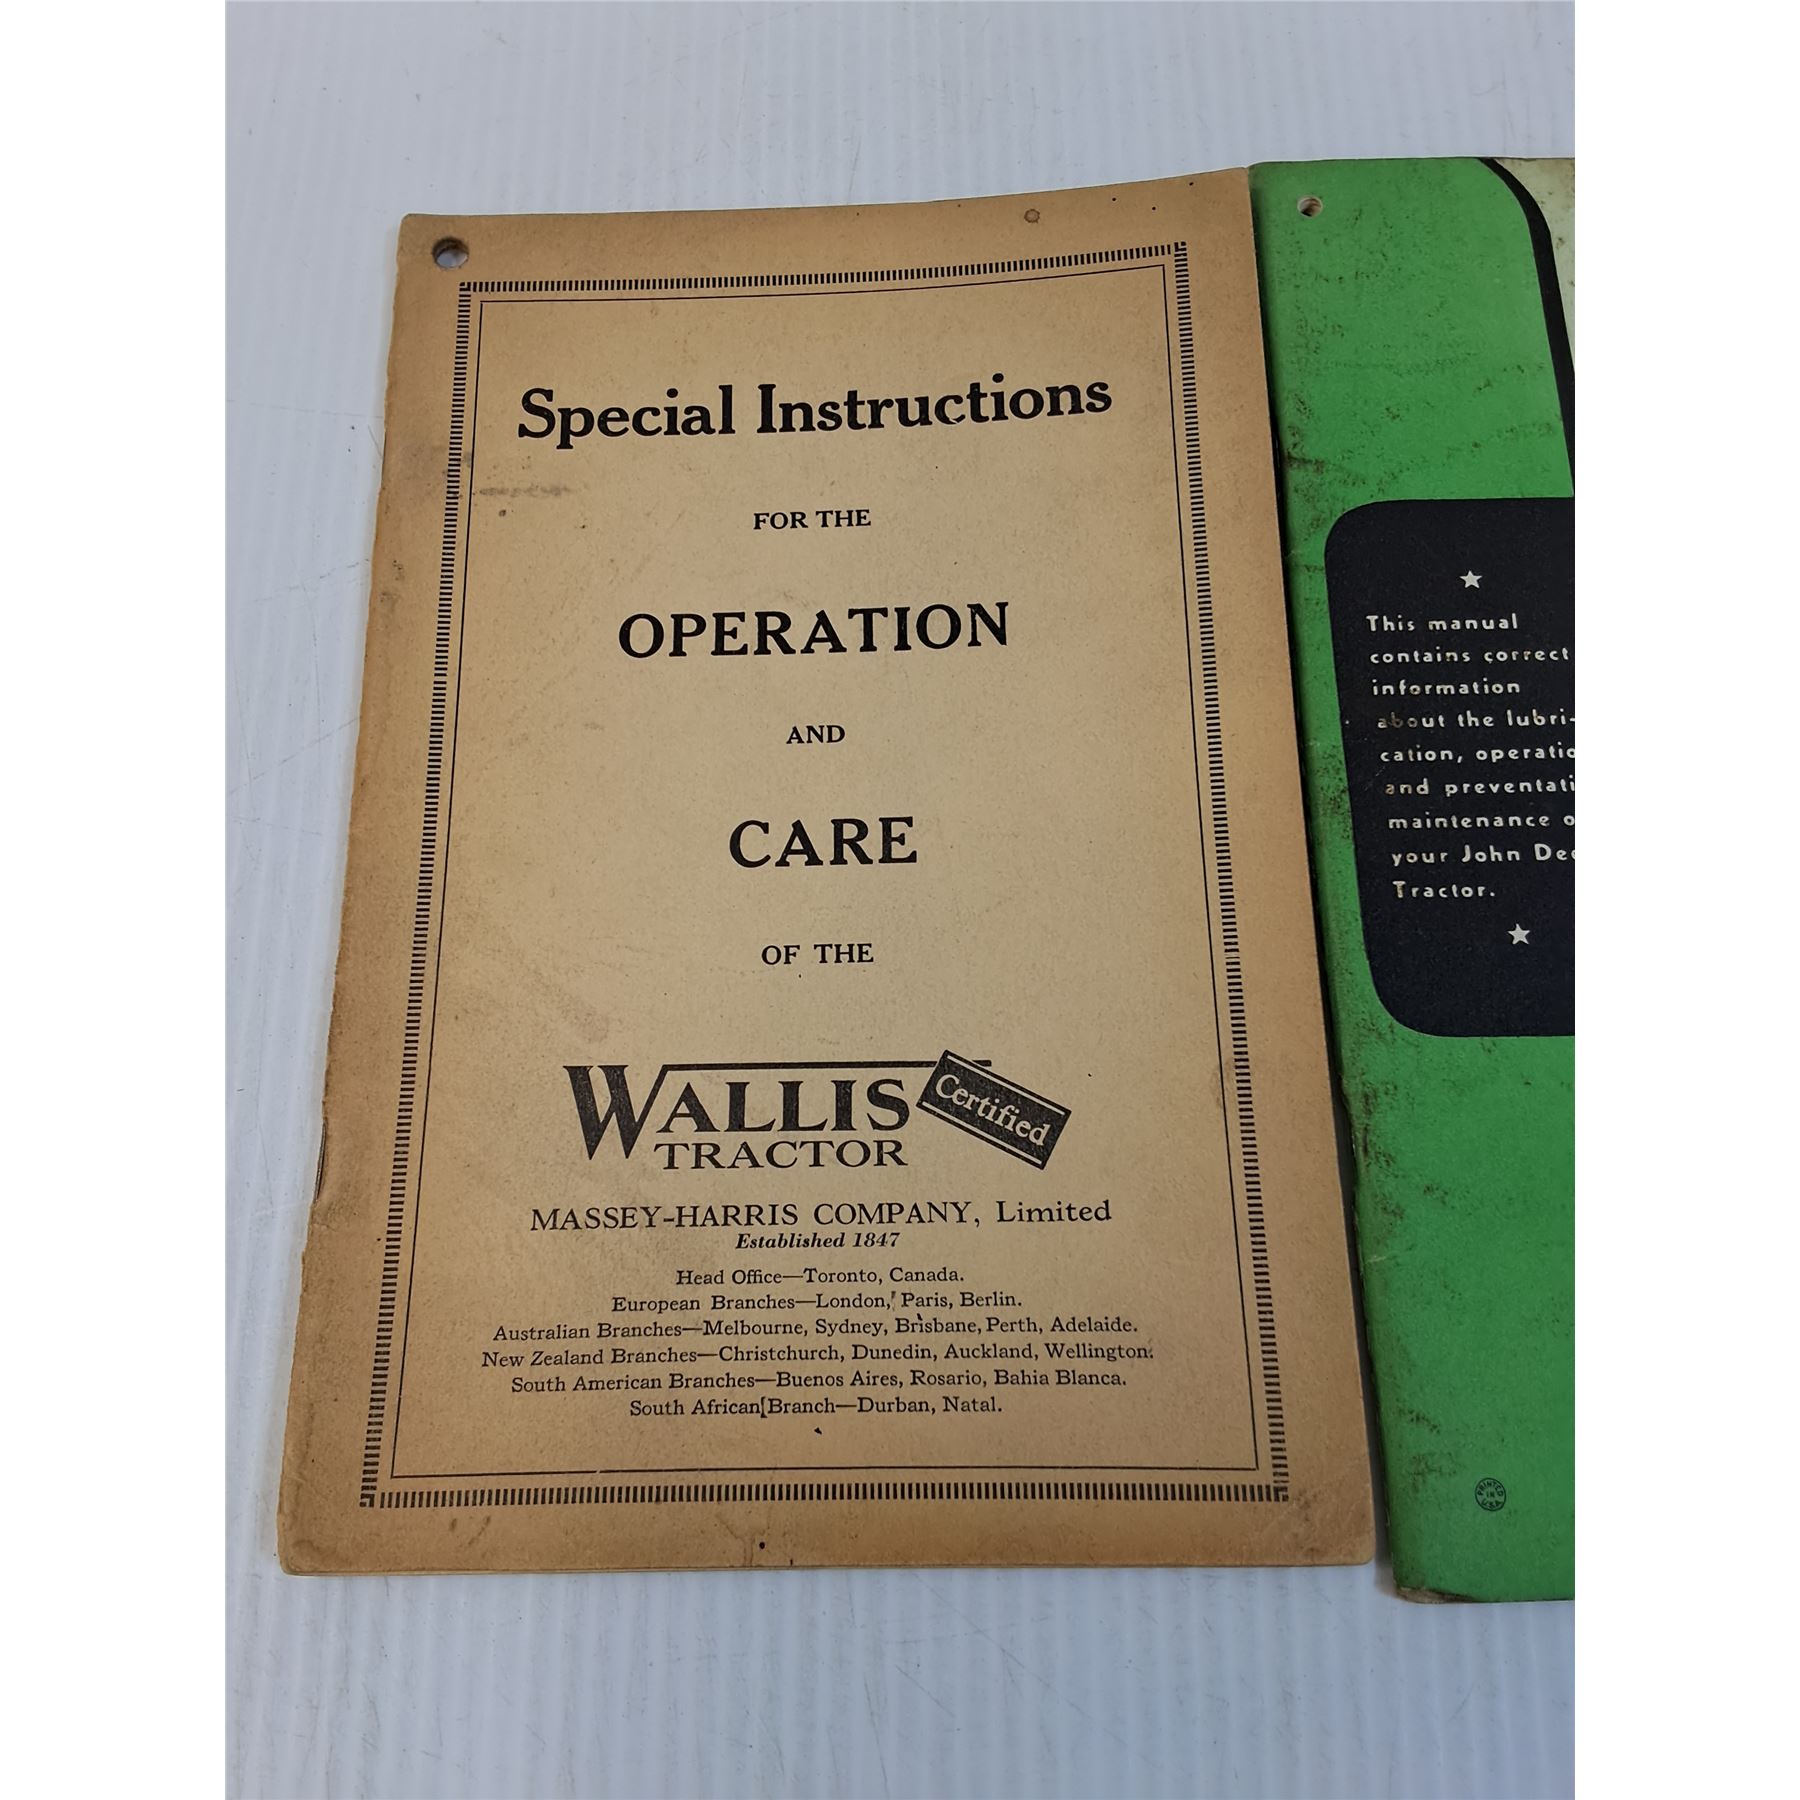 Special Instructions
FOR THE
OPERATION
AND
CARE
OF THE
WALLIS Certified
TRACTOR
MASSEY-HARRIS COMPANY, Limited
Established 1847
Head Office—Toronto, Canada.
European Branches—London, Paris, Berlin.
Australian Branches—Melbourne, Sydney, Brisbane, Perth, Adelaide.
New Zealand Branches—Christchurch, Dunedin, Auckland, Wellington.
South American Branches—Buenos Aires, Rosario, Bahia Blanca.
South African Branch—Durban, Natal.
This manual
contains correct
information
about the lubri-
cation, operatio
and preventati
maintenance o
your John Dee
Tractor.
PRINTED
IN
U.S.A.